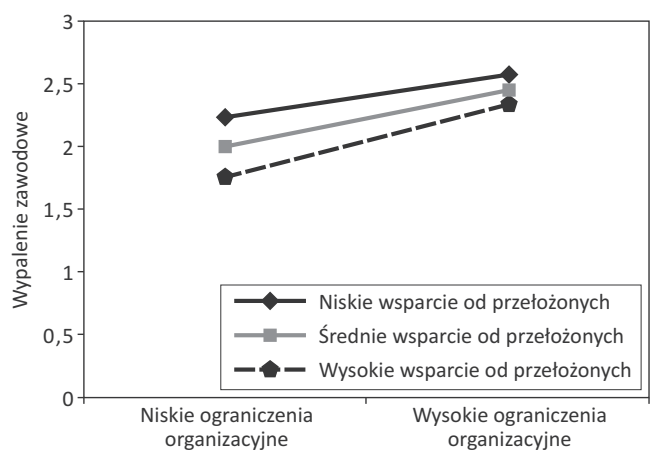 3
2,5
2
1,5
1
0,5
0
Wypalenie zawodowe
Niskie wsparcie od przełożonych
Średnie wsparcie od przełożonych
Wysokie wsparcie od przełożonych
Niskie ograniczenia
organizacyjne
Wysokie ograniczenia
organizacyjne